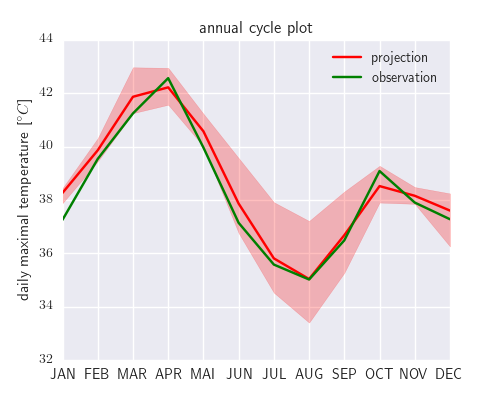 annual cycle plot
projection
observation
daily maximal temperature [°C]
44
42
40
38
36
34
32
JAN FEB MAR APR MAI JUN JUL AUG SEP OCT NOV DEC